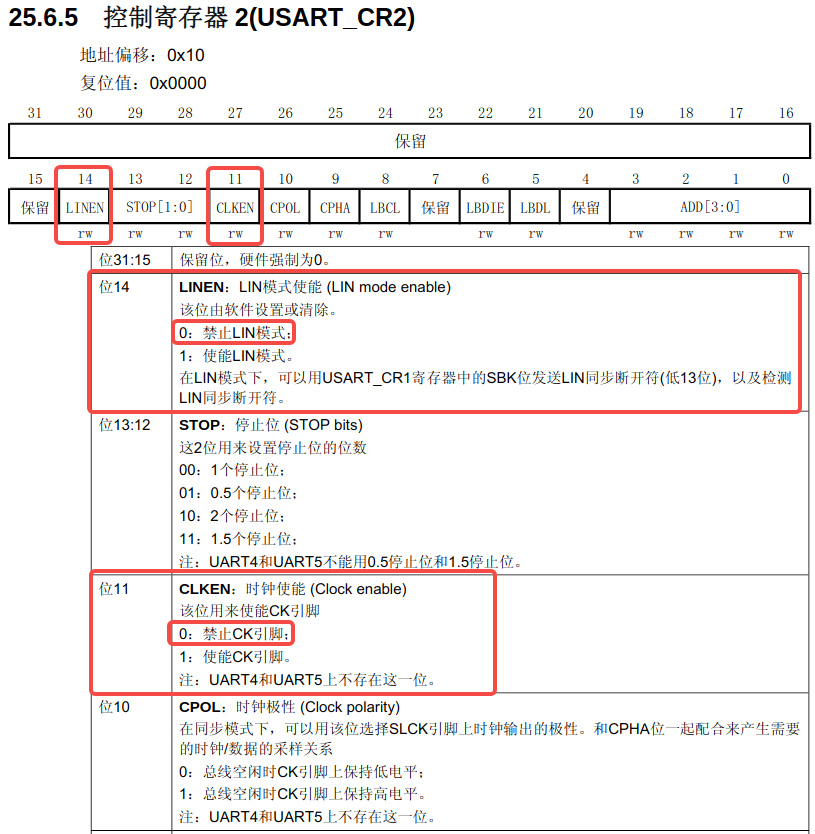 25.6.5 控制寄存器 2(USART_CR2)
地址偏移：0x10
复位值：0x0000
31 30 29 28 27 26 25 24 23 22 21 20 19 18 17 16
保留
15 14 13 12 11 10 9 8 7 6 5 4 3 2 1 0
保留 LINEN STOP[1:0] CLKEN CPOL CPHA LBCL 保留 LBDIE LBDL 保留 ADD[3:0]
rw rw rw rw rw rw rw rw rw rw rw rw rw
位31:15 保留位，硬件强制为0。
位14 LINEN：LIN模式使能 (LIN mode enable)
该位由软件设置或清除。
0：禁止LIN模式；
1：使能LIN模式。
在LIN模式下，可以用USART_CR1寄存器中的SBK位发送LIN同步断开符(低13位)，以及检测
LIN同步断开符。
位13:12 STOP：停止位 (STOP bits)
这2位用来设置停止位的位数
00：1个停止位；
01：0.5个停止位；
10：2个停止位；
11：1.5个停止位；
注：UART4和UART5不能用0.5停止位和1.5停止位。
位11 CLKEN：时钟使能 (Clock enable)
该位用来使能CK引脚
0：禁止CK引脚；
1：使能CK引脚。
注：UART4和UART5上不存在这一位。
位10 CPOL：时钟极性 (Clock polarity)
在同步模式下，可以用该位选择SLCK引脚上时钟输出的极性。和CPHA位一起配合来产生需要
的时钟/数据的采样关系
0：总线空闲时CK引脚上保持低电平；
1：总线空闲时CK引脚上保持高电平。
注：UART4和UART5上不存在这一位。